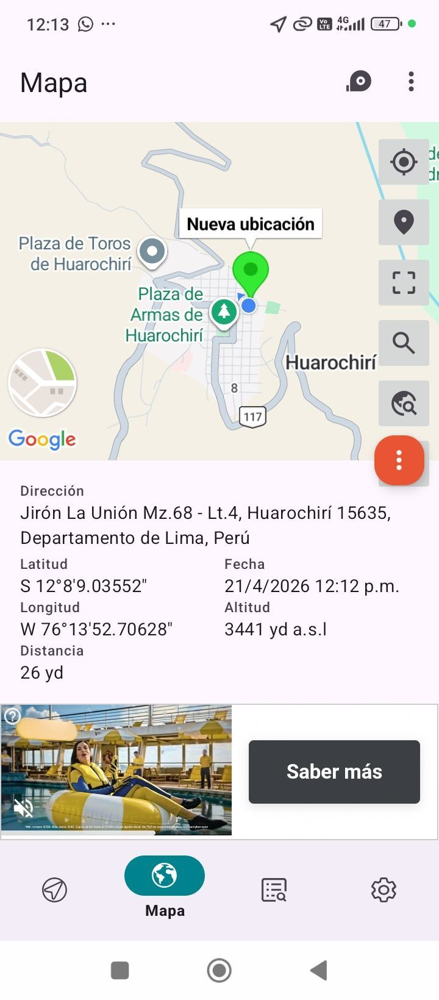 12:13
Vo LTE
4G
47
Mapa
Nueva ubicación
Plaza de Toros
de Huarochirí
Plaza de
Armas de
Huarochirí
Huarochirí
8
117
Google
Dirección
Jirón La Unión Mz.68 - Lt.4, Huarochirí 15635,
Departamento de Lima, Perú
Latitud
S 12°8'9.03552"
Fecha
21/4/2026 12:12 p.m.
Longitud
W 76°13'52.70628"
Altitud
3441 yd a.s.l
Distancia
26 yd
Saber más
Mapa